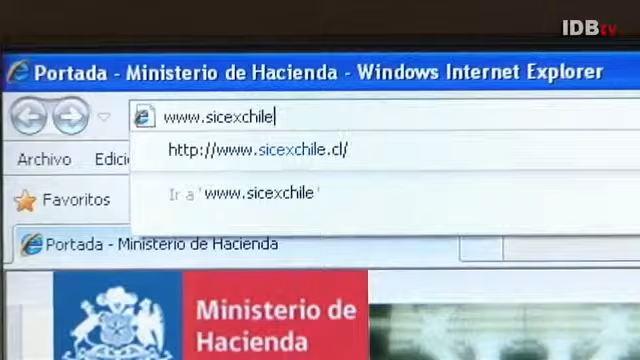 IDBtv
Portada - Ministerio de Hacienda - Windows Internet Explorer
www.sicexchile
http://www.sicexchile.cl/
Archivo Edici
Ir a 'www.sicexchile'
Favoritos
Portada - Ministerio de Hacienda
Ministerio de
Hacienda